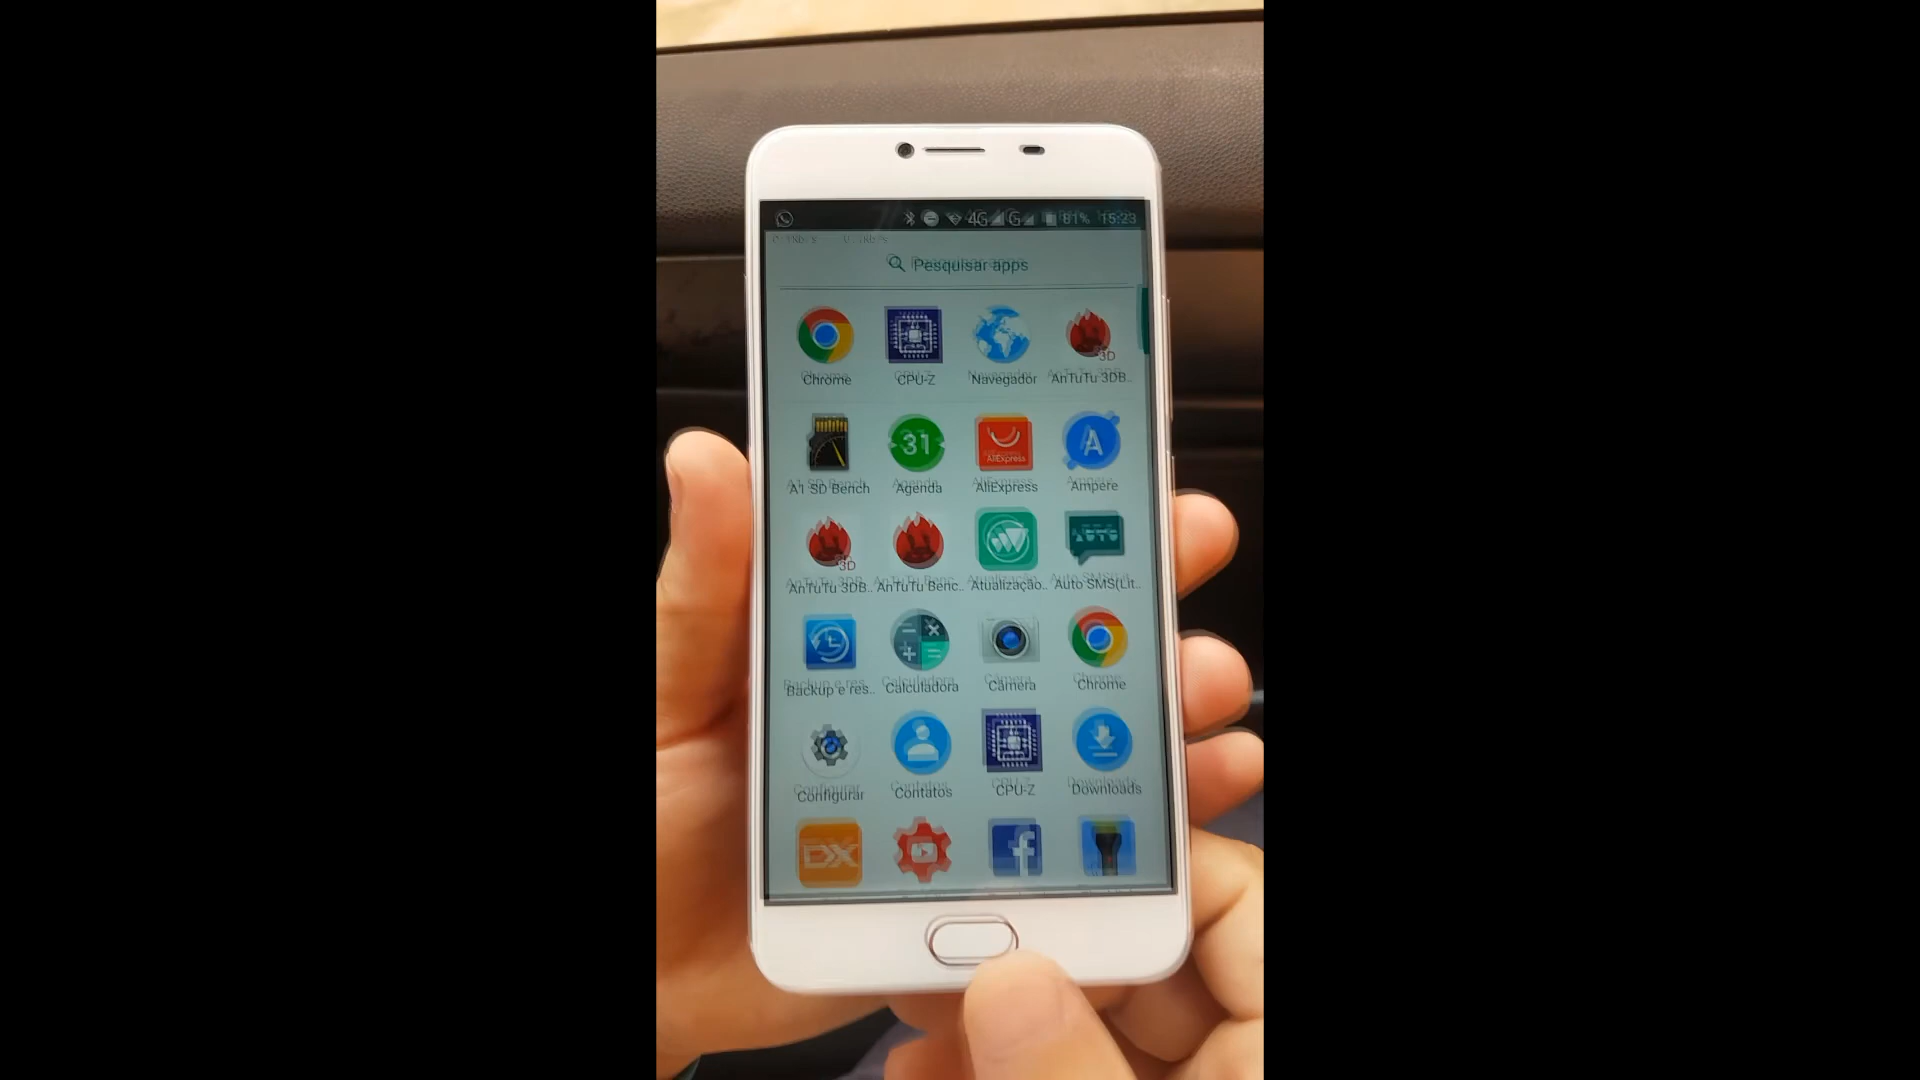 4G G 81% 15:23
Pesquisar apps
Chrome CPU-Z Navegador AnTuTu 3DB..
3D
31 AliExpress A
A1 SD Bench Agenda AliExpress Ampere
3D AUTO
AnTuTu 3DB.. AnTuTu Benc.. Atualização.. Auto SMS(Lit..
Backup e res.. Calculadora Câmera Chrome
Configurar Contatos CPU-Z Downloads
DX f